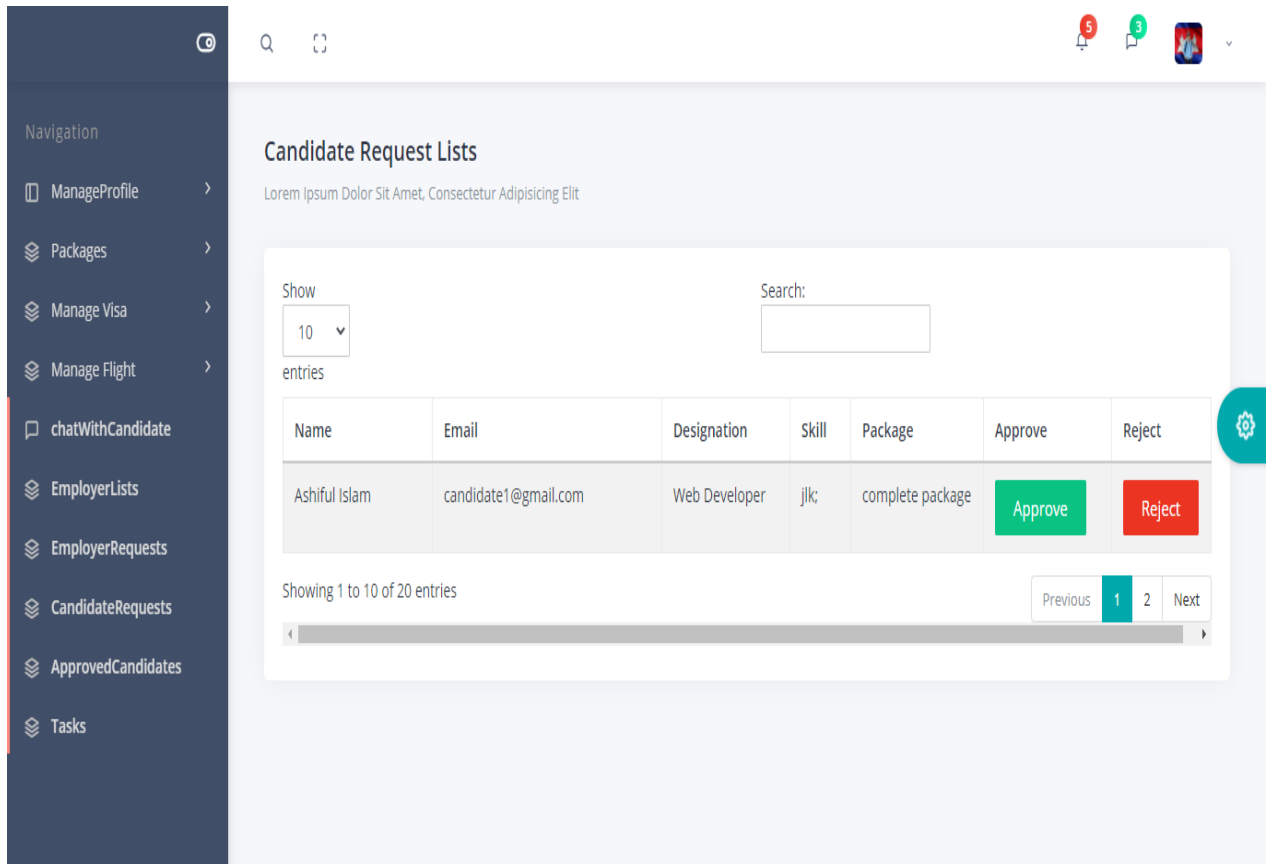 5
3
Navigation
ManageProfile
Packages
Manage Visa
Manage Flight
chatWithCandidate
EmployerLists
EmployerRequests
CandidateRequests
ApprovedCandidates
Tasks
Candidate Request Lists
Lorem Ipsum Dolor Sit Amet, Consectetur Adipisicing Elit
Show
10
entries
Search:
Name Email Designation Skill Package Approve Reject
Ashiful Islam candidate1@gmail.com Web Developer jlk; complete package Approve Reject
Showing 1 to 10 of 20 entries
Previous 1 2 Next